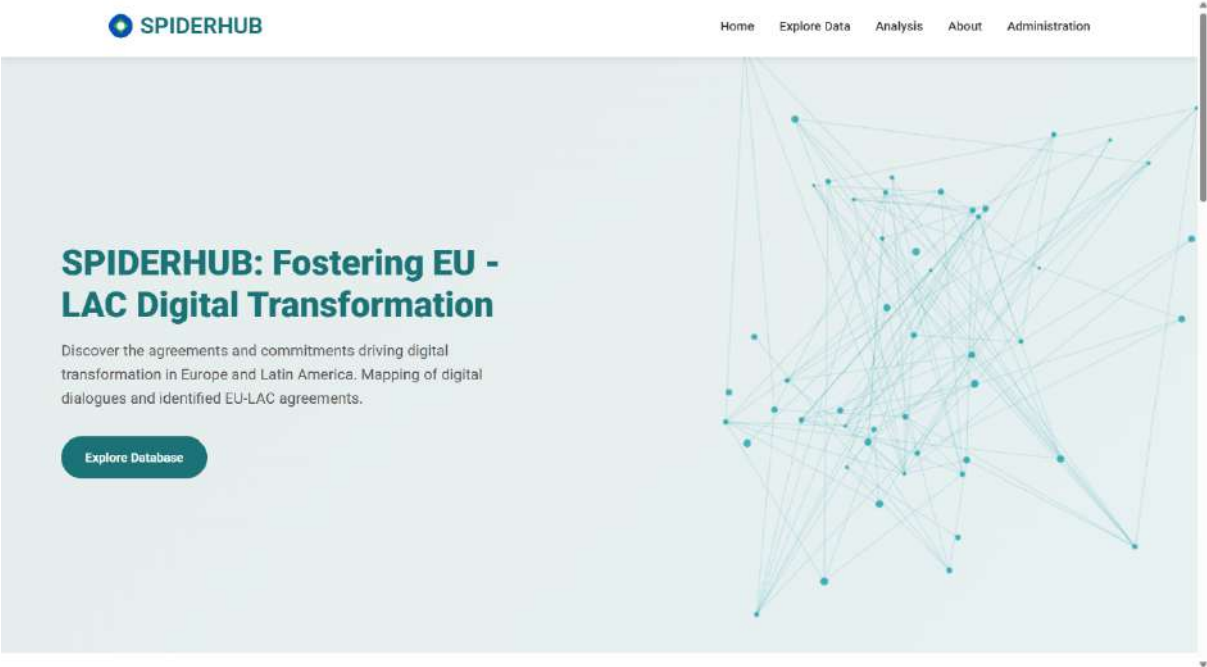 SPIDERHUB
Home Explore Data Analysis About Administration
SPIDERHUB: Fostering EU -
LAC Digital Transformation
Discover the agreements and commitments driving digital
transformation in Europe and Latin America. Mapping of digital
dialogues and identified EU-LAC agreements.
Explore Database